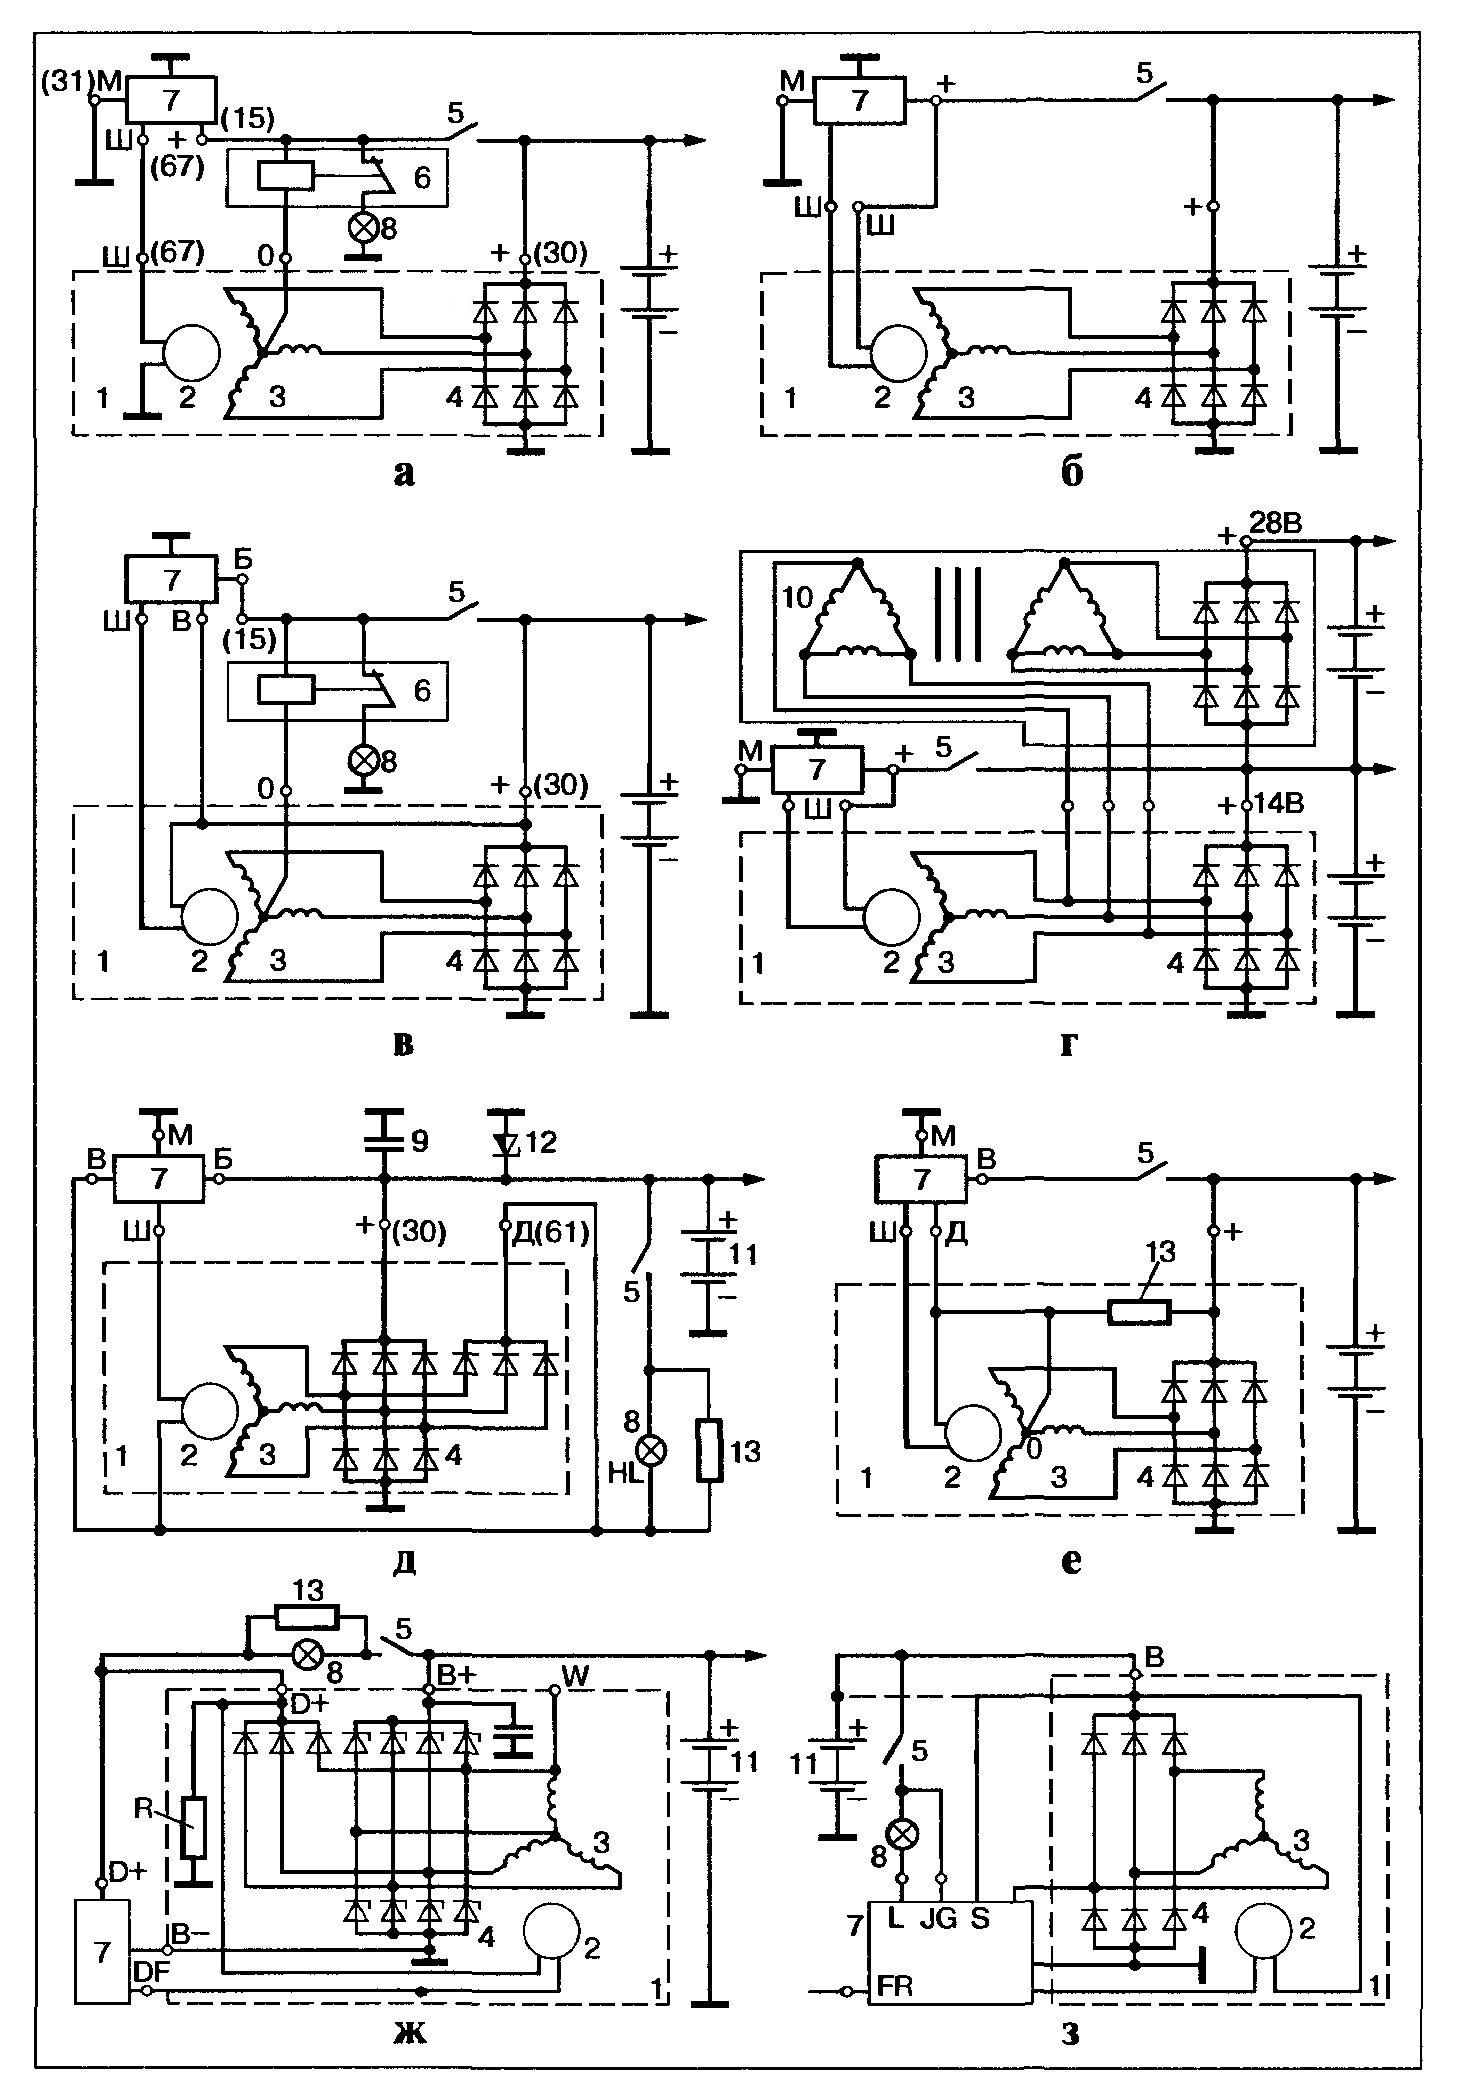 (31)М
7
(15)
5
Ш
+
(67)
6
8
Ш
(67)
0
+
(30)
+
−
1
2
3
4
а
М
7
+
5
Ш
Ш
+
+
−
1
2
3
4
б
7
Б
5
Ш
В
(15)
6
8
0
+
(30)
+
−
1
2
3
4
в
+
28В
10
+
−
М
7
+
5
Ш
+
14В
+
−
1
2
3
4
г
М
9
12
В
7
Б
Ш
+
(30)
Д(61)
+
11
−
5
8
HL
13
1
2
3
4
д
М
7
В
5
Ш
Д
+
13
+
−
0
1
2
3
4
е
13
5
8
B+
W
D+
+
11
−
R
3
D+
7
B−
4
2
DF
1
ж
B
+
11
−
5
8
3
7
L
JG
S
4
2
FR
1
з